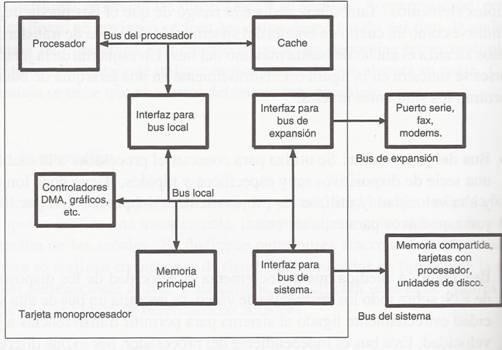 Procesador
Bus del procesador
Cache
Interfaz para
bus local
Interfaz para
bus de
expansión
Puerto serie,
fax,
modems.
Bus de expansión
Controladores
DMA, gráficos,
etc.
Bus local
Memoria
principal
Interfaz para
bus de
sistema.
Memoria compartida,
tarjetas con
procesador,
unidades de disco.
Tarjeta monoprocesador
Bus del sistema